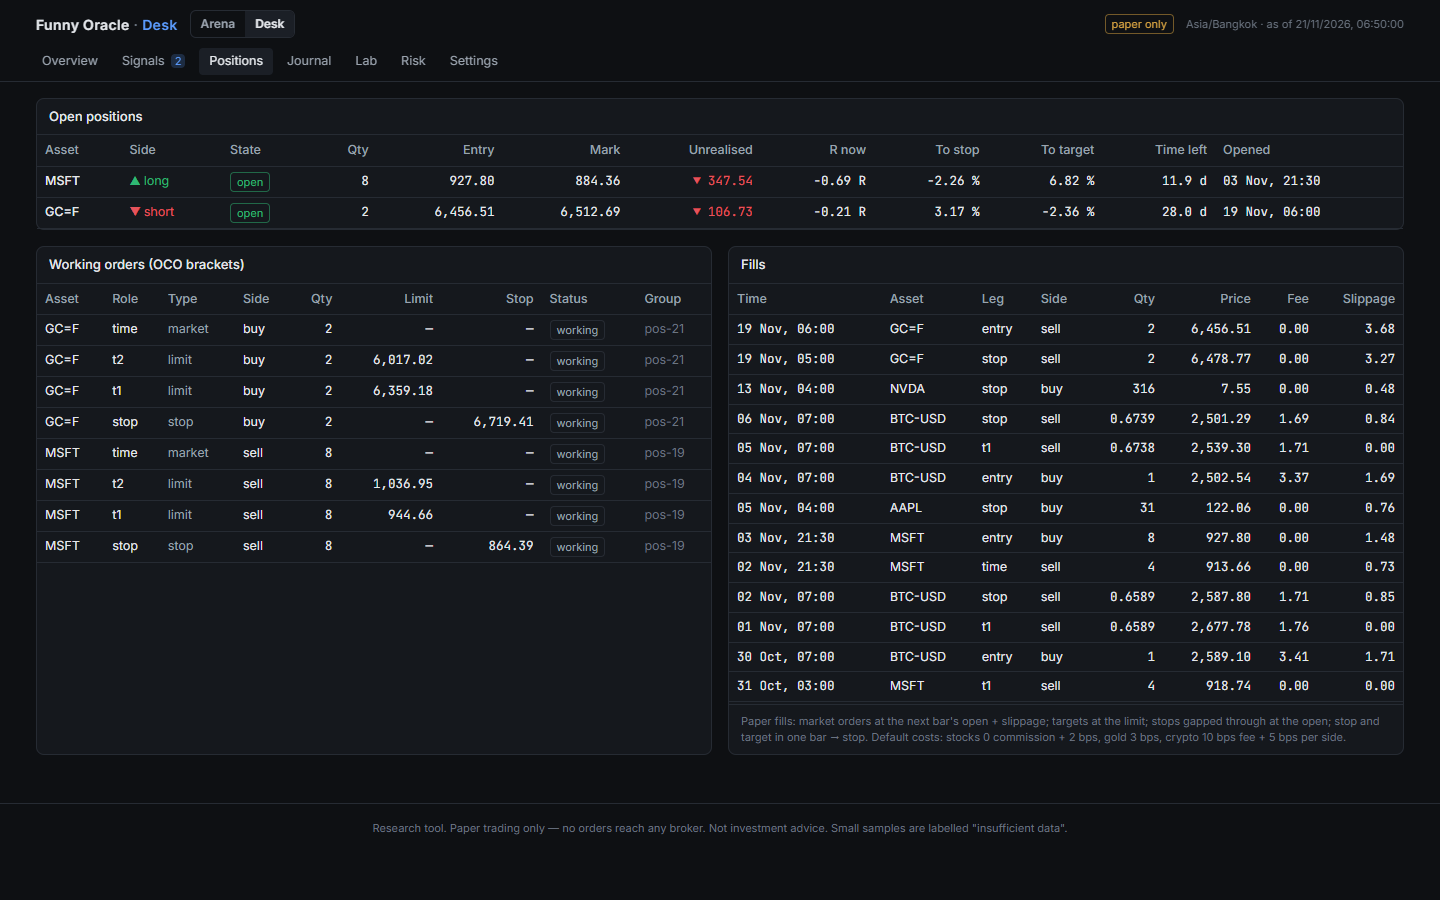 Funny Oracle · Desk Arena Desk paper only Asia/Bangkok · as of 21/11/2026, 06:50:00
Overview Signals 2 Positions Journal Lab Risk Settings
Open positions
Asset Side State Qty Entry Mark Unrealised R now To stop To target Time left Opened
MSFT ▲ long open 8 927.80 884.36 ▼ 347.54 -0.69 R -2.26 % 6.82 % 11.9 d 03 Nov, 21:30
GC=F ▼ short open 2 6,456.51 6,512.69 ▼ 106.73 -0.21 R 3.17 % -2.36 % 28.0 d 19 Nov, 06:00
Working orders (OCO brackets)
Asset Role Type Side Qty Limit Stop Status Group
GC=F time market buy 2 — — working pos-21
GC=F t2 limit buy 2 6,017.02 — working pos-21
GC=F t1 limit buy 2 6,359.18 — working pos-21
GC=F stop stop buy 2 — 6,719.41 working pos-21
MSFT time market sell 8 — — working pos-19
MSFT t2 limit sell 8 1,036.95 — working pos-19
MSFT t1 limit sell 8 944.66 — working pos-19
MSFT stop stop sell 8 — 864.39 working pos-19
Fills
Time Asset Leg Side Qty Price Fee Slippage
19 Nov, 06:00 GC=F entry sell 2 6,456.51 0.00 3.68
19 Nov, 05:00 GC=F stop sell 2 6,478.77 0.00 3.27
13 Nov, 04:00 NVDA stop buy 316 7.55 0.00 0.48
06 Nov, 07:00 BTC-USD stop sell 0.6739 2,501.29 1.69 0.84
05 Nov, 07:00 BTC-USD t1 sell 0.6738 2,539.30 1.71 0.00
04 Nov, 07:00 BTC-USD entry buy 1 2,502.54 3.37 1.69
05 Nov, 04:00 AAPL stop buy 31 122.06 0.00 0.76
03 Nov, 21:30 MSFT entry buy 8 927.80 0.00 1.48
02 Nov, 21:30 MSFT time sell 4 913.66 0.00 0.73
02 Nov, 07:00 BTC-USD stop sell 0.6589 2,587.80 1.71 0.85
01 Nov, 07:00 BTC-USD t1 sell 0.6589 2,677.78 1.76 0.00
30 Oct, 07:00 BTC-USD entry buy 1 2,589.10 3.41 1.71
31 Oct, 03:00 MSFT t1 sell 4 918.74 0.00 0.00
Paper fills: market orders at the next bar's open + slippage; targets at the limit; stops gapped through at the open; stop and
target in one bar → stop. Default costs: stocks 0 commission + 2 bps, gold 3 bps, crypto 10 bps fee + 5 bps per side.
Research tool. Paper trading only — no orders reach any broker. Not investment advice. Small samples are labelled "insufficient data".